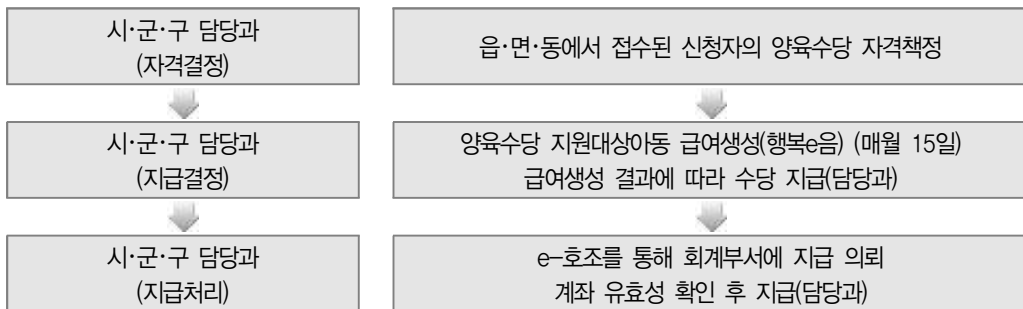 시·군·구 담당과
(자격결정)
읍·면·동에서 접수된 신청자의 양육수당 자격책정
시·군·구 담당과
(지급결정)
양육수당 지원대상아동 급여생성(행복e음) (매월 15일)
급여생성 결과에 따라 수당 지급(담당과)
시·군·구 담당과
(지급처리)
e-호조를 통해 회계부서에 지급 의뢰
계좌 유효성 확인 후 지급(담당과)